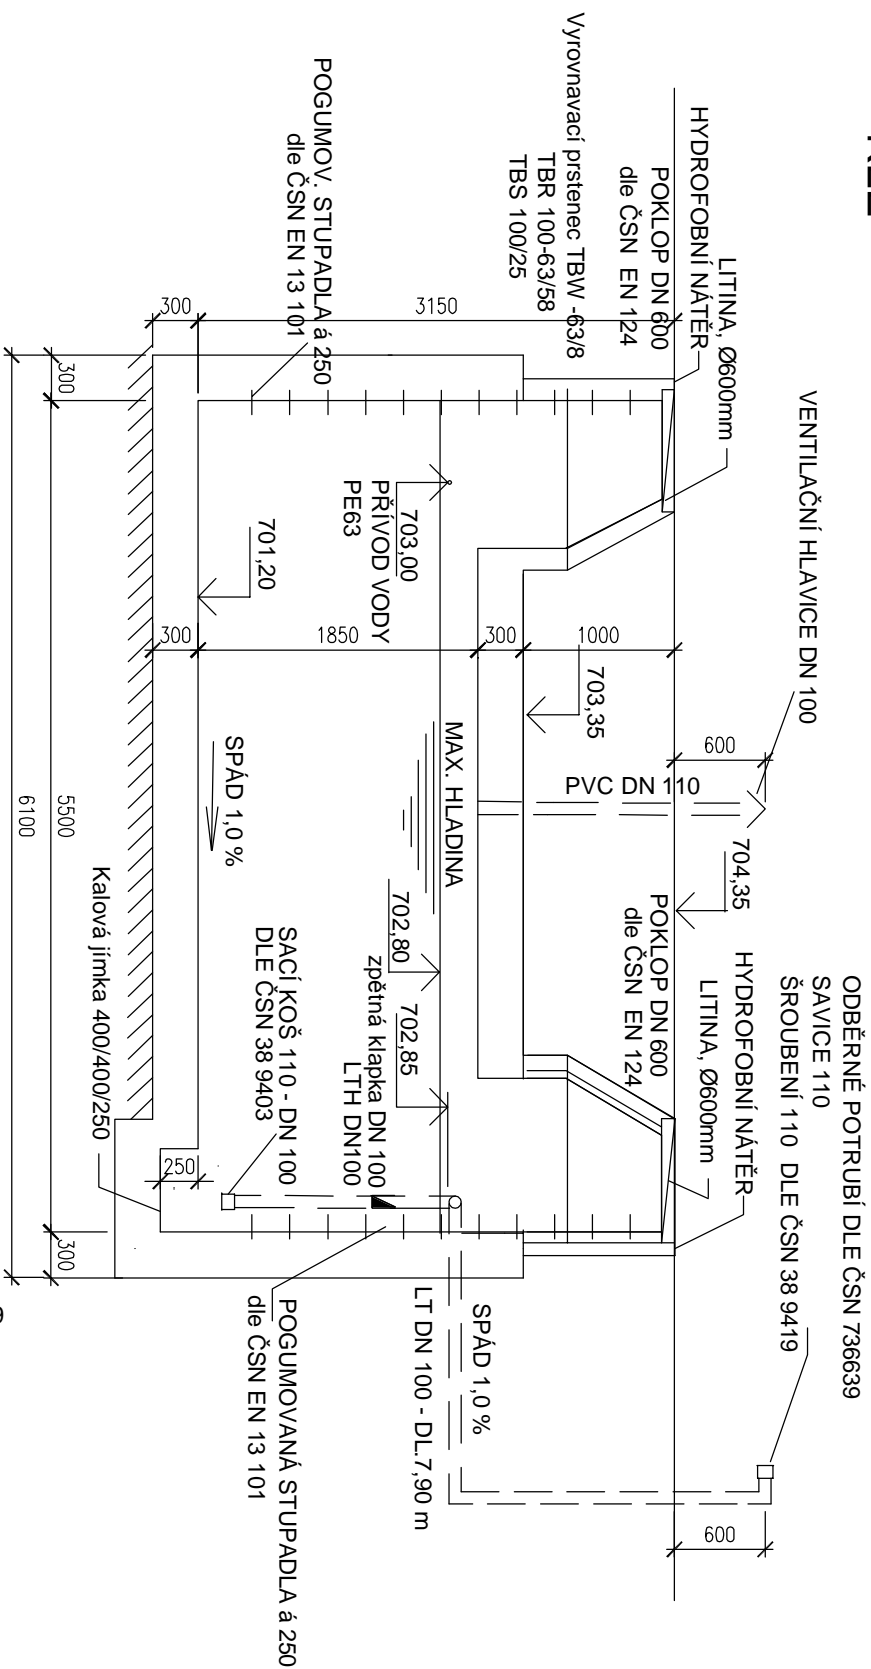 ODBĚRNÉ POTRUBÍ DLE ČSN 736639
SAVICE 110
ŠROUBENÍ 110 DLE ČSN 38 9419
VENTILAČNÍ HLAVICE DN 100
HYDROFOBNÍ NÁTĚR
LITINA, Ø600mm
POKLOP DN 600
dle ČSN EN 124
Vyrovnavací prstenec TBW -63/8
TBR 100-63/58
TBS 100/25
600
704,35
HYDROFOBNÍ NÁTĚR
LITINA, Ø600mm
POKLOP DN 600
dle ČSN EN 124
600
PVC DN 110
1000
703,35
300
3150
1850
300
300
703,00
PŘÍVOD VODY
PE63
MAX. HLADINA
702,80
702,85
zpětná klapka DN 100
LTH DN100
SPÁD 1,0 %
LT DN 100 - DL.7,90 m
POGUMOV. STUPADLA á 250
dle ČSN EN 13 101
701,20
SPÁD 1,0 %
SACÍ KOŠ 110 - DN 100
DLE ČSN 38 9403
250
POGUMOVANÁ STUPADLA á 250
dle ČSN EN 13 101
Kalová jímka 400/400/250
300
5500
300
6100